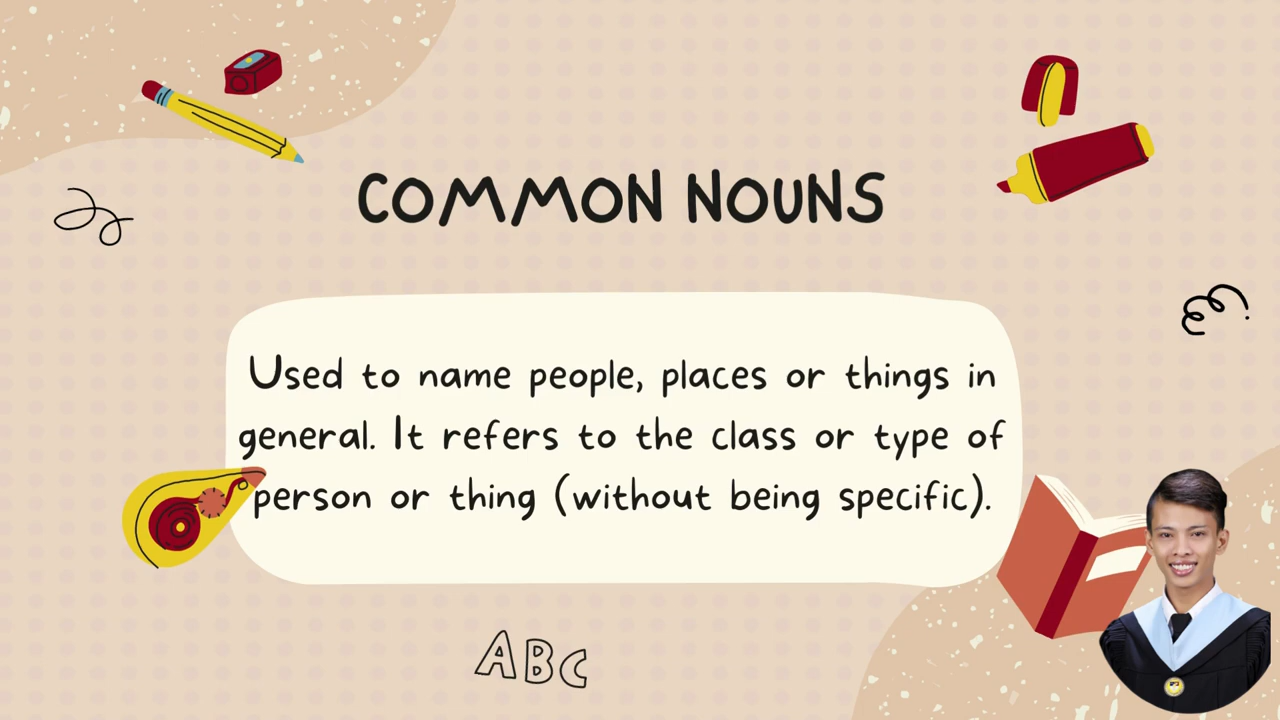 COMMON NOUNS
Used to name people, places or things in
general. It refers to the class or type of
person or thing (without being specific).
ABC